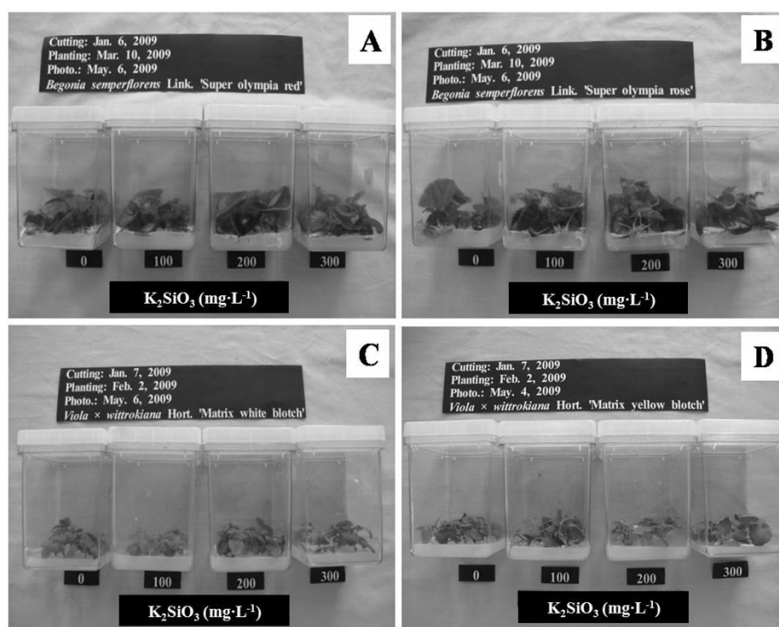 A
Cutting: Jan. 6, 2009
Planting: Mar. 10, 2009
Photo.: May. 6, 2009
Begonia semperflorens Link. 'Super olympia red'
0
100
200
300
K₂SiO₃ (mg·L⁻¹)
B
Cutting: Jan. 6, 2009
Planting: Mar. 10, 2009
Photo.: May. 6, 2009
Begonia semperflorens Link. 'Super olympia rose'
0
100
200
300
K₂SiO₃ (mg·L⁻¹)
C
Cutting: Jan. 7, 2009
Planting: Feb. 2, 2009
Photo.: May. 6, 2009
Viola × wittrokiana Hort. 'Matrix white blotch'
0
100
200
300
K₂SiO₃ (mg·L⁻¹)
D
Cutting: Jan. 7, 2009
Planting: Feb. 2, 2009
Photo.: May. 4, 2009
Viola × wittrokiana Hort. 'Matrix yellow blotch'
0
100
200
300
K₂SiO₃ (mg·L⁻¹)